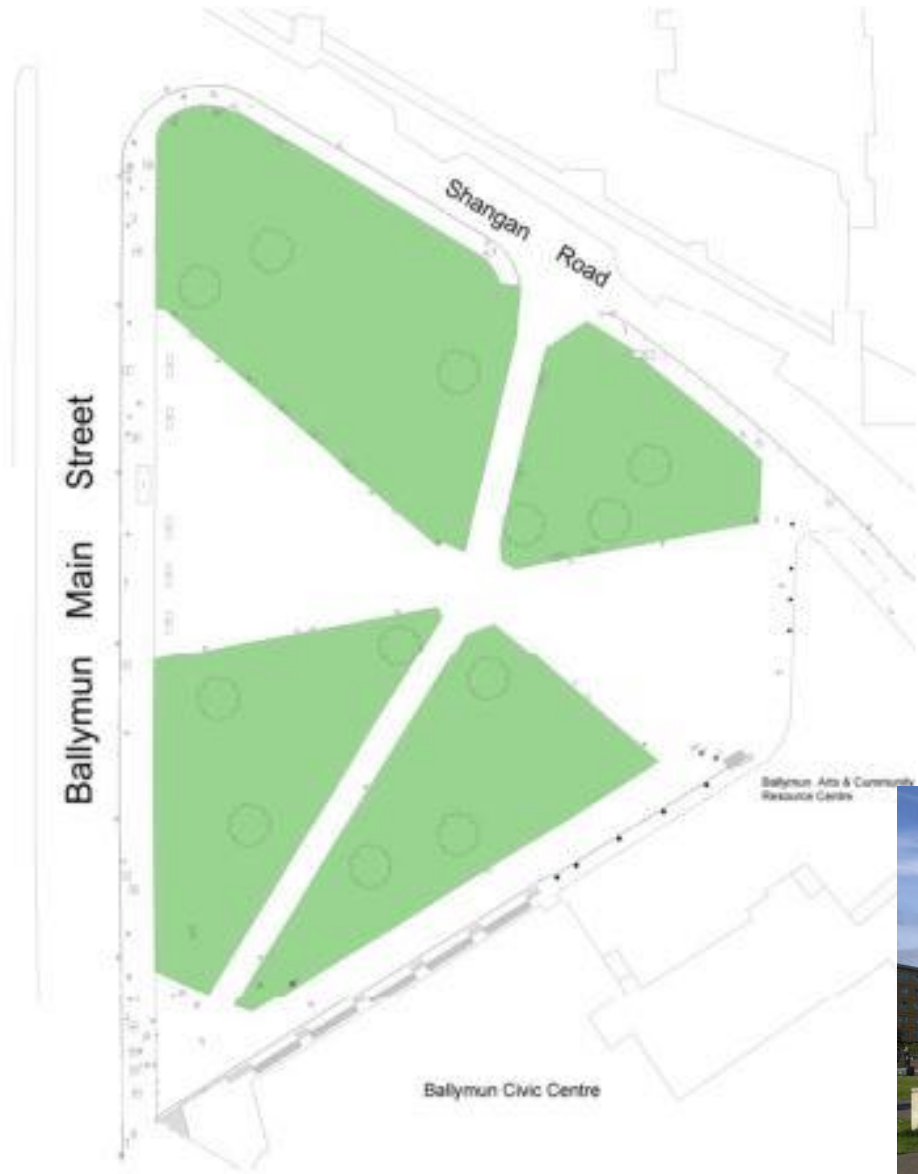 Shangan Road
Ballymun Main Street
Ballymun Arts & Community
Resource Centre
Ballymun Civic Centre